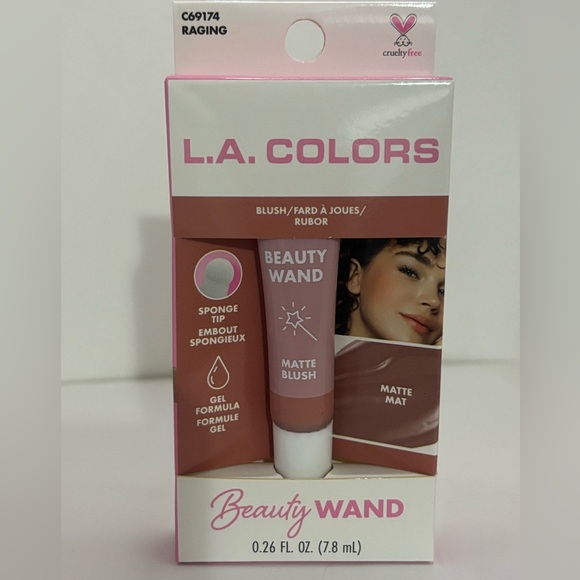 C69174
RAGING
crueltyfree
L.A. COLORS
BLUSH/FARD À JOUES/
RUBOR
BEAUTY
WAND
MATTE
BLUSH
SPONGE
TIP
EMBOUT
SPONGIEUX
GEL
FORMULA
FORMULE
GEL
MATTE
MAT
Beauty WAND
0.26 FL. OZ. (7.8 mL)